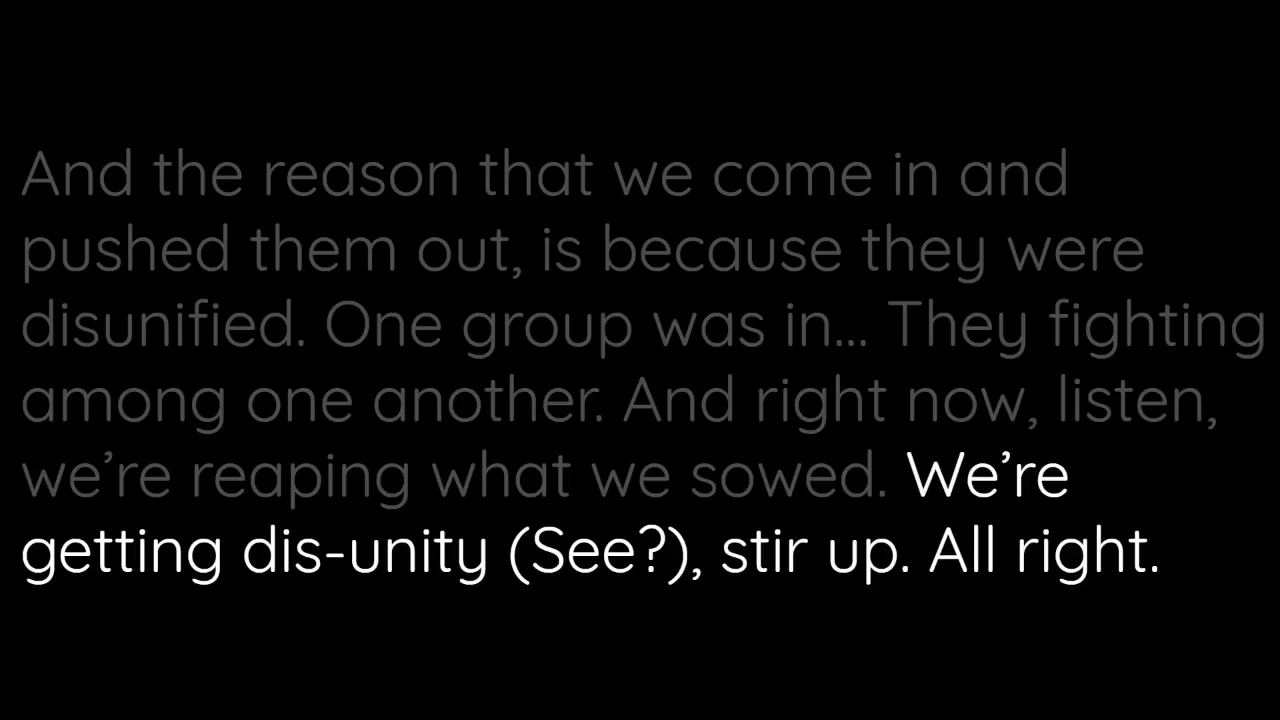 And the reason that we come in and
pushed them out, is because they were
disunified. One group was in... They fighting
among one another. And right now, listen,
we’re reaping what we sowed. We’re
getting dis-unity (See?), stir up. All right.